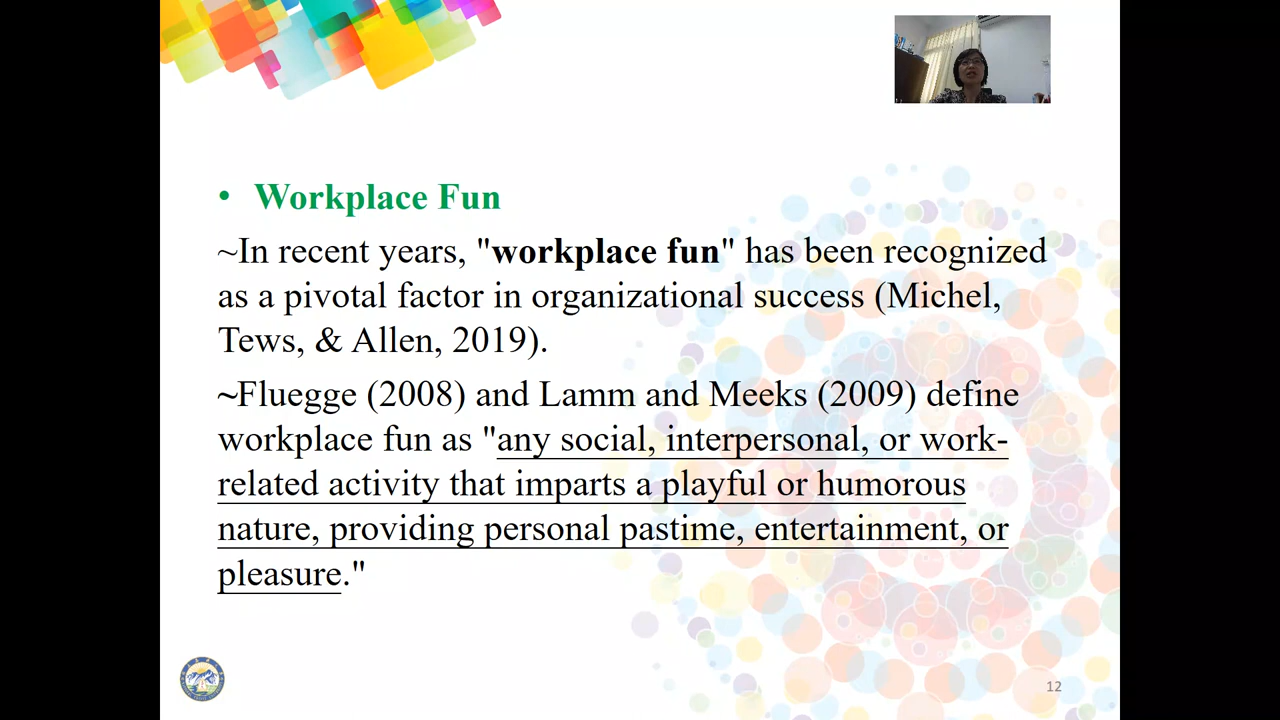 • Workplace Fun
~In recent years, "workplace fun" has been recognized
as a pivotal factor in organizational success (Michel,
Tews, & Allen, 2019).
~Fluegge (2008) and Lamm and Meeks (2009) define
workplace fun as "any social, interpersonal, or work-
related activity that imparts a playful or humorous
nature, providing personal pastime, entertainment, or
pleasure."
12